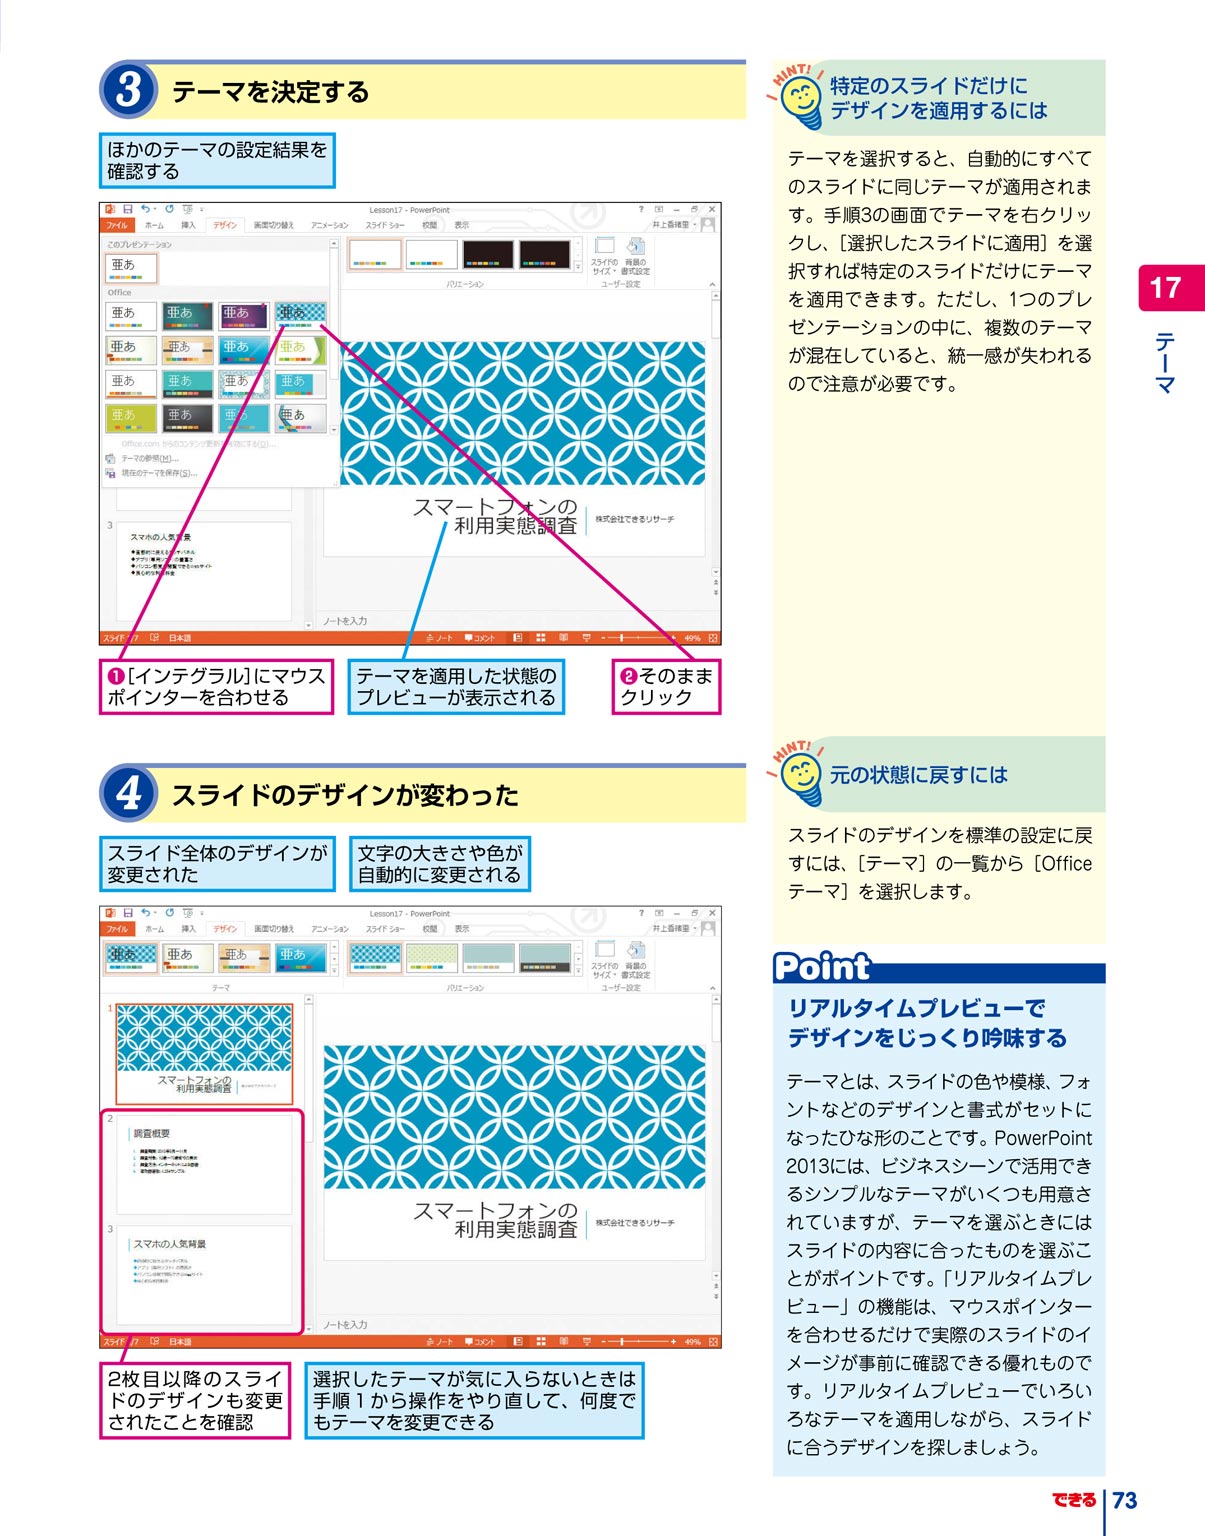 3 テーマを決定する
ほかのテーマの設定結果を
確認する
Lesson17 - PowerPoint
ファイル ホーム 挿入 デザイン 画面切り替え アニメーション スライド ショー 校閲 表示
井上香緒里
このプレゼンテーション
亜あ
Office
亜あ 亜あ 亜あ 亜あ
亜あ 亜あ 亜あ 亜あ
亜あ 亜あ 亜あ 亜あ
亜あ 亜あ 亜あ 亜あ
テーマの参照(M)...
現在のテーマを保存(S)...
バリエーション
スライドの
サイズ
背景の
書式設定
ユーザー設定
スマートフォンの
利用実態調査
株式会社できるリサーチ
3
スマホの人気背景
ノートを入力
日本語
ノート コメント 49%
❶[インテグラル]にマウス
ポインターを合わせる
テーマを適用した状態の
プレビューが表示される
❷そのまま
クリック
4 スライドのデザインが変わった
スライド全体のデザインが
変更された
文字の大きさや色が
自動的に変更される
Lesson17 - PowerPoint
ファイル ホーム 挿入 デザイン 画面切り替え アニメーション スライド ショー 校閲 表示
井上香緒里
亜あ 亜あ 亜あ 亜あ
テーマ
バリエーション
スライドの
サイズ
背景の
書式設定
ユーザー設定
1
スマートフォンの
利用実態調査
2
調査概要
3
スマホの人気背景
スマートフォンの
利用実態調査
株式会社できるリサーチ
ノートを入力
日本語
ノート コメント 49%
2枚目以降のスライ
ドのデザインも変更
されたことを確認
選択したテーマが気に入らないときは
手順1から操作をやり直して、何度で
もテーマを変更できる
HINT!
特定のスライドだけに
デザインを適用するには
テーマを選択すると、自動的にすべて
のスライドに同じテーマが適用されま
す。手順3の画面でテーマを右クリッ
クし、[選択したスライドに適用]を選
択すれば特定のスライドだけにテーマ
を適用できます。ただし、1つのプレ
ゼンテーションの中に、複数のテーマ
が混在していると、統一感が失われる
ので注意が必要です。
HINT!
元の状態に戻すには
スライドのデザインを標準の設定に戻
すには、[テーマ]の一覧から[Office
テーマ]を選択します。
Point
リアルタイムプレビューで
デザインをじっくり吟味する
テーマとは、スライドの色や模様、フォ
ントなどのデザインと書式がセットに
なったひな形のことです。PowerPoint
2013には、ビジネスシーンで活用でき
るシンプルなテーマがいくつも用意さ
れていますが、テーマを選ぶときには
スライドの内容に合ったものを選ぶこ
とがポイントです。「リアルタイムプレ
ビュー」の機能は、マウスポインター
を合わせるだけで実際のスライドのイ
メージが事前に確認できる優れもので
す。リアルタイムプレビューでいろい
ろなテーマを適用しながら、スライド
に合うデザインを探しましょう。
17
テーマ
できる 73